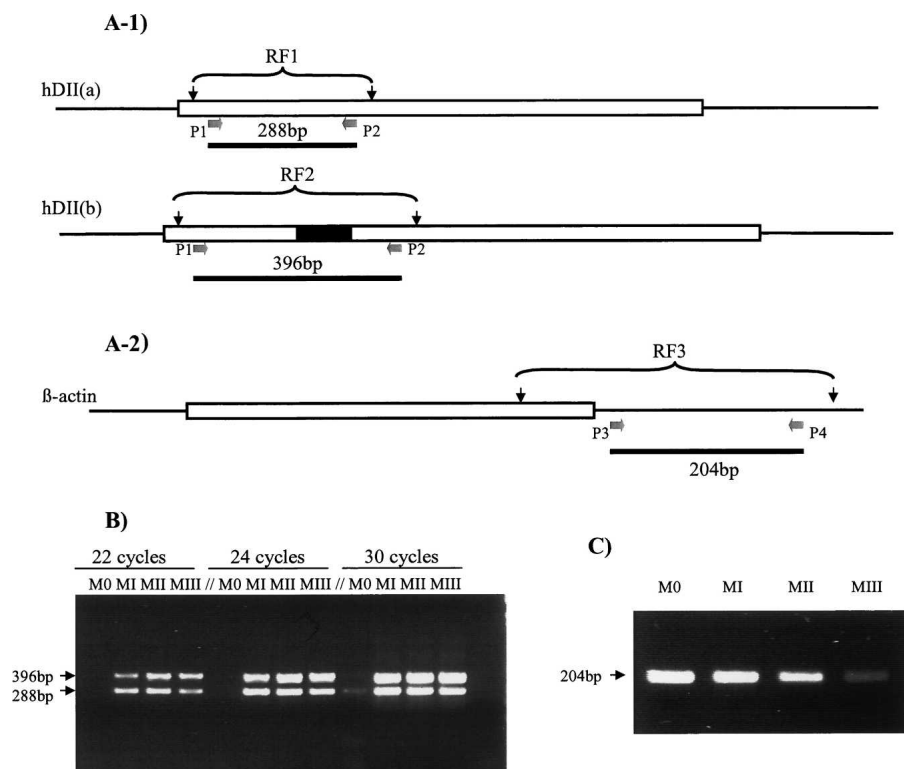 A-1)
RF1
hDII(a)
P1 288bp P2
RF2
hDII(b)
P1 P2
396bp
A-2)
RF3
ß-actin
P3 P4
204bp
B)
22 cycles 24 cycles 30 cycles
M0 MI MII MIII // M0 MI MII MIII // M0 MI MII MIII
396bp
288bp
C)
M0 MI MII MIII
204bp